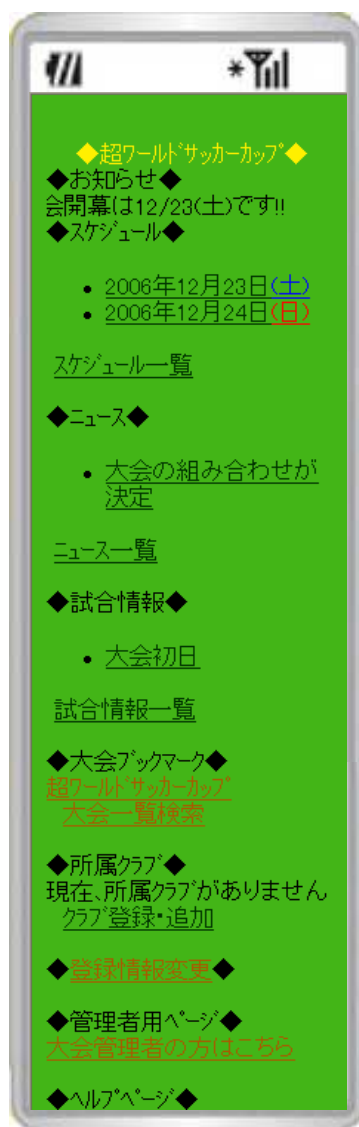 ◆超ﾜｰﾙﾄﾞｻｯｶｰｶｯﾌﾟ◆
◆お知らせ◆
会開幕は12/23(土)です!!
◆ｽｹｼﾞｭｰﾙ◆
• 2006年12月23日(土)
• 2006年12月24日(日)
ｽｹｼﾞｭｰﾙ一覧
◆ﾆｭｰｽ◆
• 大会の組み合わせが
決定
ﾆｭｰｽ一覧
◆試合情報◆
• 大会初日
試合情報一覧
◆大会ﾌﾞｯｸﾏｰｸ◆
超ﾜｰﾙﾄﾞｻｯｶｰｶｯﾌﾟ
大会一覧検索
◆所属ｸﾗﾌﾞ◆
現在､所属ｸﾗﾌﾞがありません
ｸﾗﾌﾞ登録･追加
◆登録情報変更◆
◆管理者用ﾍﾟｰｼﾞ◆
大会管理者の方はこちら
◆ﾍﾙﾌﾟﾍﾟｰｼﾞ◆